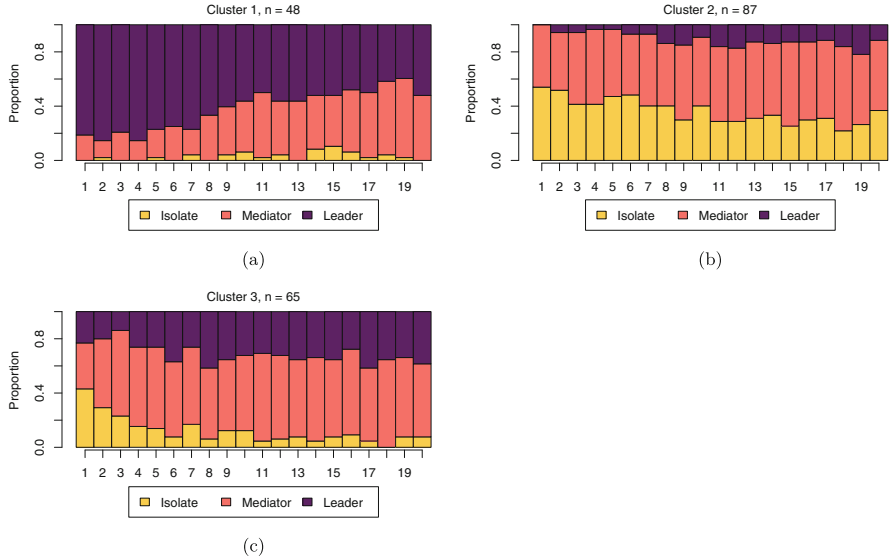 Cluster 1, n = 48
Proportion
0.0 0.4 0.8
1 2 3 4 5 6 7 8 9 11 13 15 17 19
Isolate Mediator Leader
(a)
Cluster 2, n = 87
Proportion
0.0 0.4 0.8
1 2 3 4 5 6 7 8 9 11 13 15 17 19
Isolate Mediator Leader
(b)
Cluster 3, n = 65
Proportion
0.0 0.4 0.8
1 2 3 4 5 6 7 8 9 11 13 15 17 19
Isolate Mediator Leader
(c)